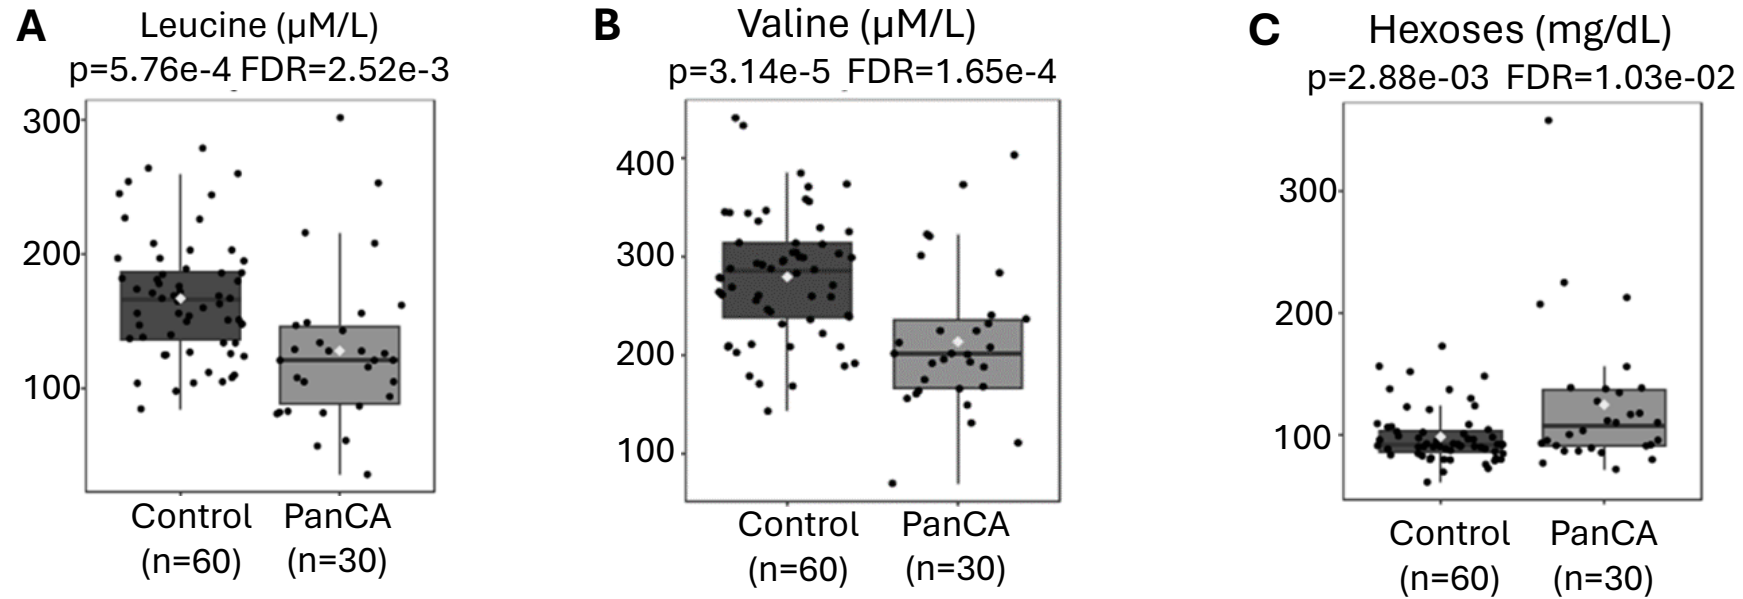 A Leucine (µM/L)
p=5.76e-4 FDR=2.52e-3
300
200
100
Control PanCA
(n=60) (n=30)
B Valine (µM/L)
p=3.14e-5 FDR=1.65e-4
400
300
200
100
Control PanCA
(n=60) (n=30)
C Hexoses (mg/dL)
p=2.88e-03 FDR=1.03e-02
300
200
100
Control PanCA
(n=60) (n=30)